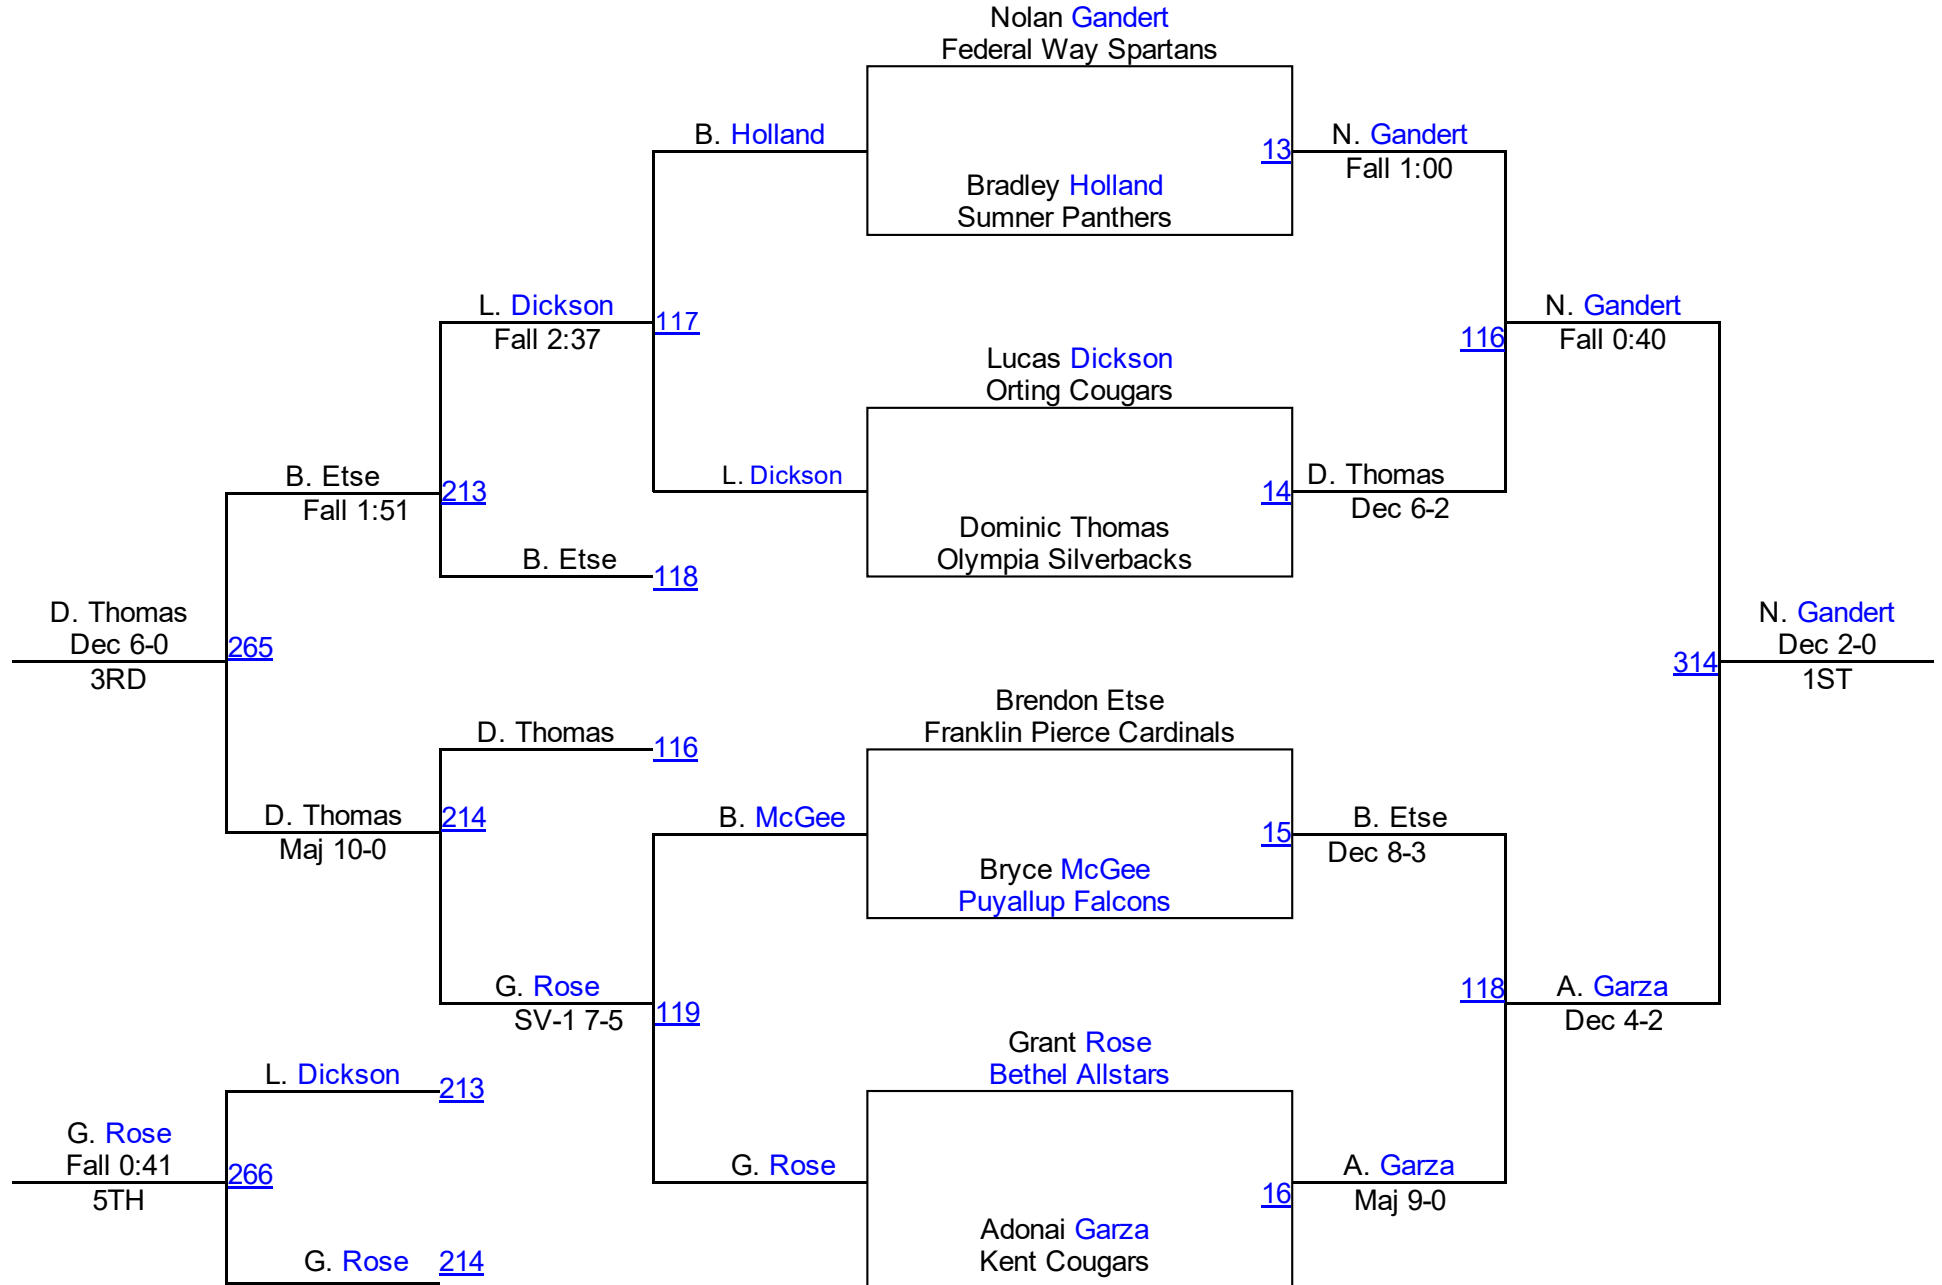 Nolan Gandert
Federal Way Spartans
B. Holland
13
N. Gandert
Fall 1:00
Bradley Holland
Sumner Panthers
L. Dickson
Fall 2:37
117
N. Gandert
Fall 0:40
116
Lucas Dickson
Orting Cougars
B. Etse
Fall 1:51
213
L. Dickson
14
D. Thomas
Dec 6-2
Dominic Thomas
Olympia Silverbacks
B. Etse
118
D. Thomas
Dec 6-0
3RD
265
N. Gandert
Dec 2-0
1ST
314
Brendon Etse
Franklin Pierce Cardinals
D. Thomas
116
D. Thomas
Maj 10-0
214
B. McGee
15
B. Etse
Dec 8-3
Bryce McGee
Puyallup Falcons
G. Rose
SV-1 7-5
119
118
A. Garza
Dec 4-2
Grant Rose
Bethel Allstars
L. Dickson
213
G. Rose
Fall 0:41
5TH
266
G. Rose
16
A. Garza
Maj 9-0
Adonai Garza
Kent Cougars
G. Rose
214